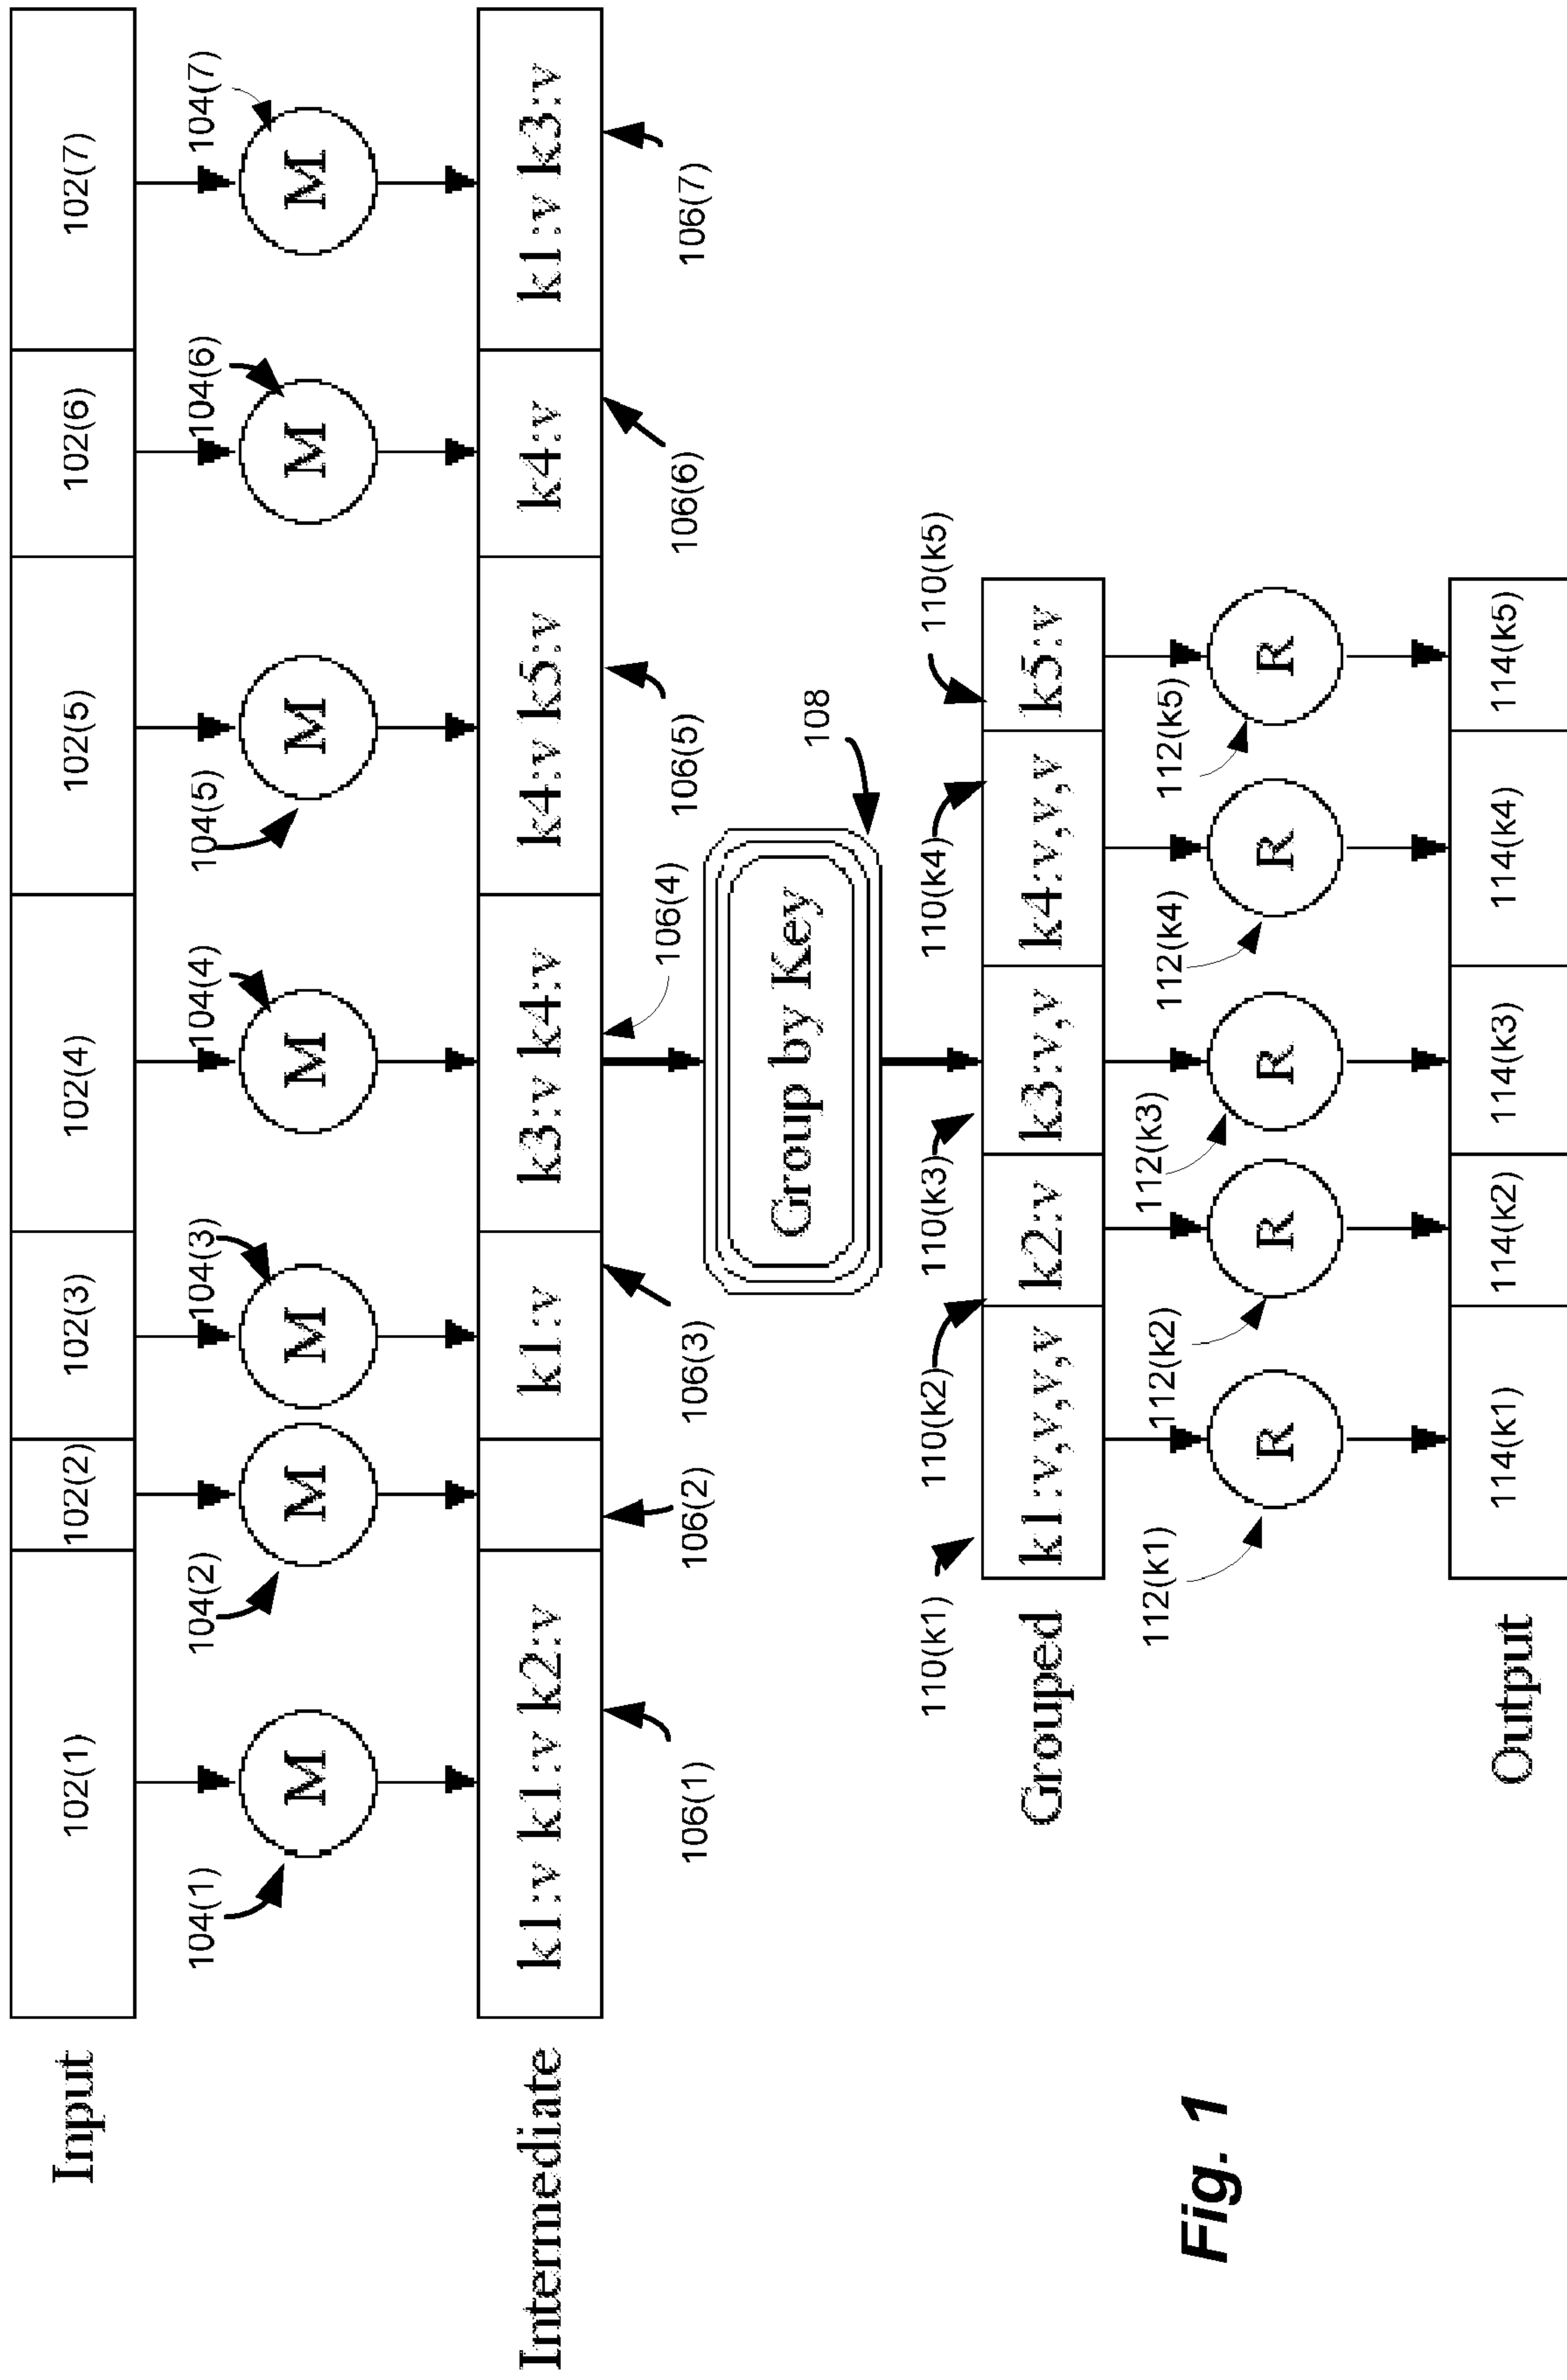 Input
102(1)
102(2)
102(3)
102(4)
102(5)
102(6)
102(7)
104(1)
104(2)
104(3)
104(4)
104(5)
104(6)
104(7)
M
M
M
M
M
M
M
Intermediate
k1:v k1:v k2:v
k1:v
k3:v k4:v
k4:v k5:v
k4:v
k1:v k3:v
106(1)
106(2)
106(3)
106(4)
106(5)
106(6)
106(7)
Group by Key
108
110(k1)
110(k2)
110(k3)
110(k4)
110(k5)
Grouped
k1:v,v,v,v
k2:v
k3:v,v
k4:v,v,v
k5:v
112(k1)
112(k2)
112(k3)
112(k4)
112(k5)
R
R
R
R
R
Output
114(k1)
114(k2)
114(k3)
114(k4)
114(k5)
Fig. 1